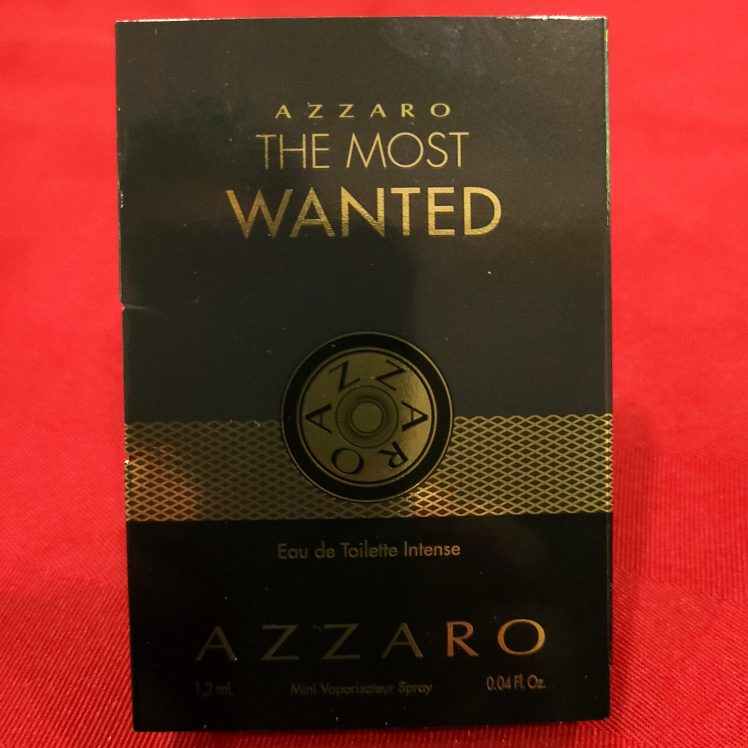 AZZARO
THE MOST
WANTED
AZZARO
Eau de Toilette Intense
AZZARO
1,2 ml. Mini Vaporisateur Spray 0.04 Fl. Oz.